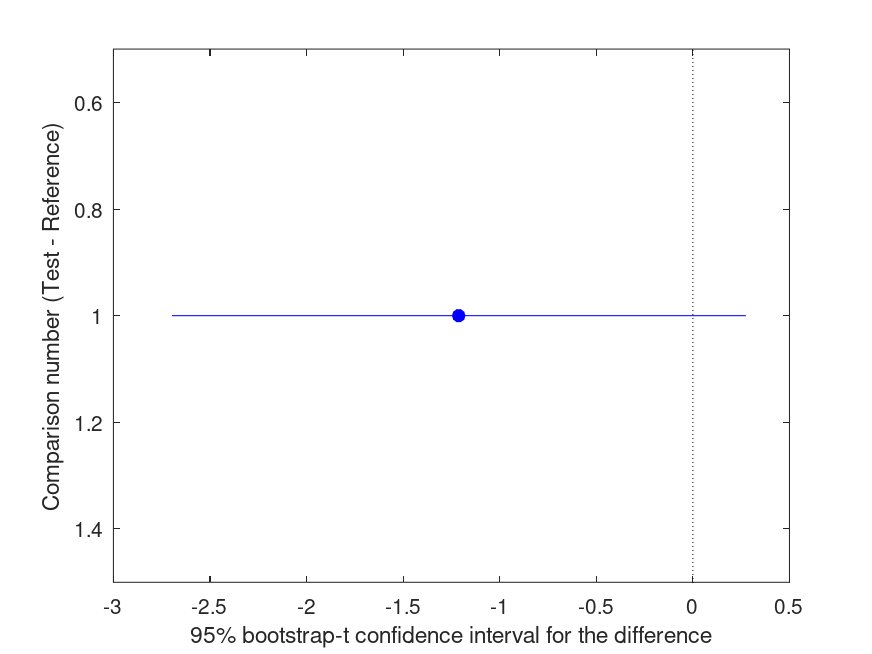 Comparison number (Test - Reference)
0.6
0.8
1
1.2
1.4
-3 -2.5 -2 -1.5 -1 -0.5 0 0.5
95% bootstrap-t confidence interval for the difference